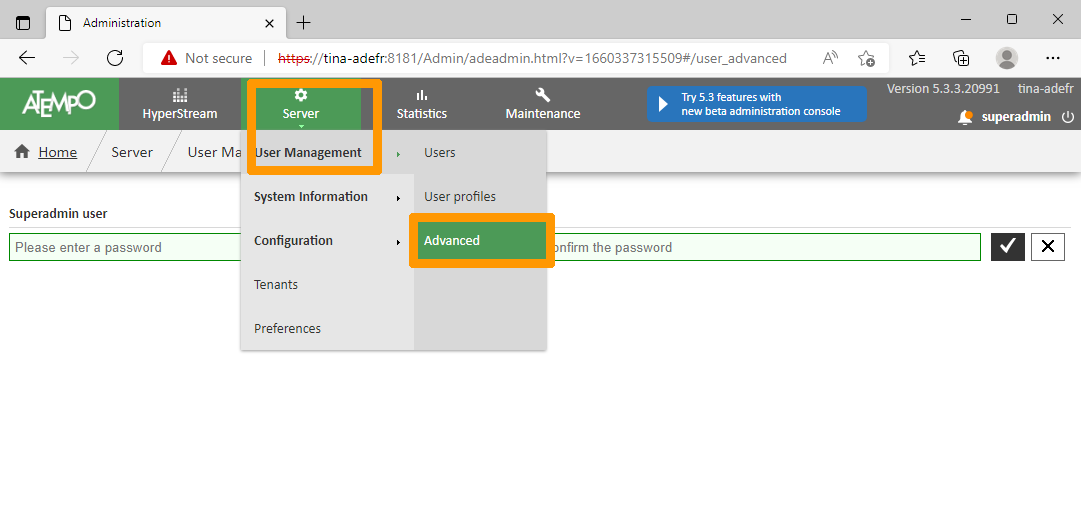 Administration
Not secure
https://tina-adefr:8181/Admin/adeadmin.html?v=1660337315509#/user_advanced
ATEMPO
HyperStream
Server
Statistics
Maintenance
Try 5.3 features with
new beta administration console
Version 5.3.3.20991 tina-adefr
superadmin
Home
Server
User Ma
User Management
Users
System Information
User profiles
Superadmin user
Configuration
Advanced
Please enter a password
onfirm the password
Tenants
Preferences